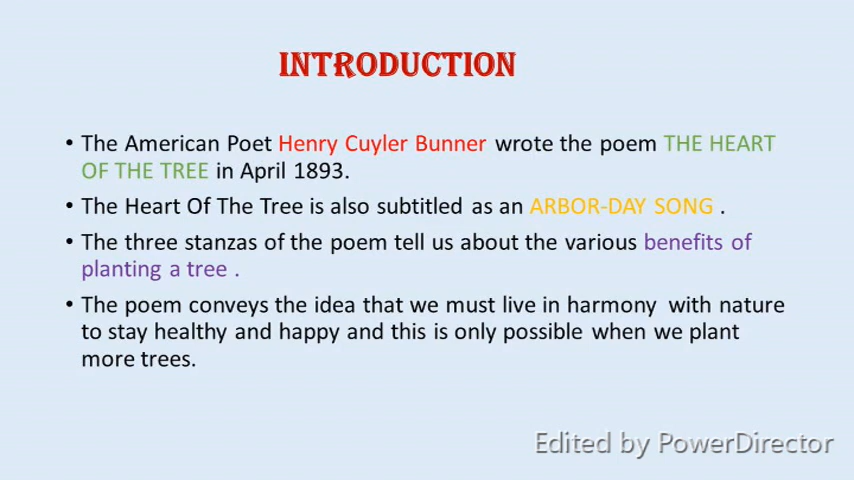 INTRODUCTION
• The American Poet Henry Cuyler Bunner wrote the poem THE HEART
OF THE TREE in April 1893.
• The Heart Of The Tree is also subtitled as an ARBOR-DAY SONG .
• The three stanzas of the poem tell us about the various benefits of
planting a tree .
• The poem conveys the idea that we must live in harmony with nature
to stay healthy and happy and this is only possible when we plant
more trees.
Edited by PowerDirector